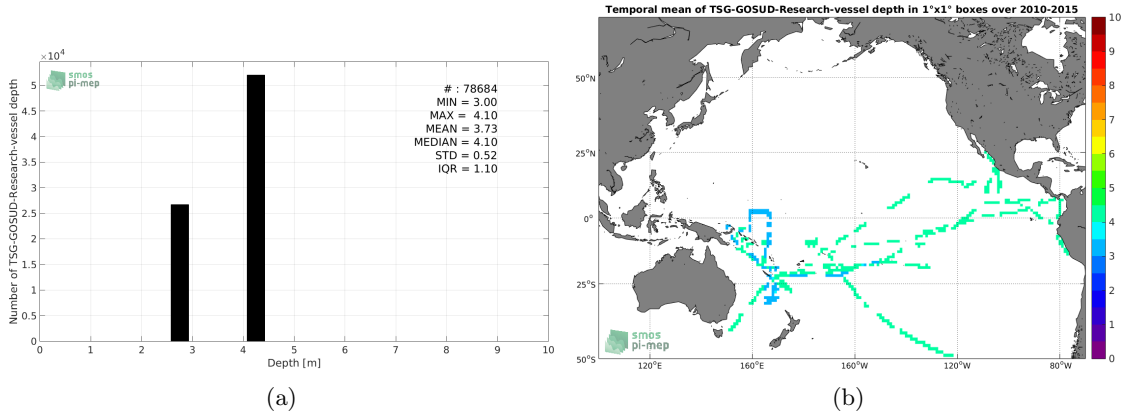 ×10⁴
smos
pi-mep
# : 78684
MIN = 3.00
MAX = 4.10
MEAN = 3.73
MEDIAN = 4.10
STD = 0.52
IQR = 1.10
Number of TSG-GOSUD-Research-vessel depth
5
4.5
4
3.5
3
2.5
2
1.5
1
0.5
0
0 1 2 3 4 5 6 7 8 9 10
Depth [m]
(a)
Temporal mean of TSG-GOSUD-Research-vessel depth in 1°x1° boxes over 2010-2015
50°N
25°N
0°
25°S
50°S
120°E 160°E 160°W 120°W 80°W
smos
pi-mep
10
9
8
7
6
5
4
3
2
1
0
(b)